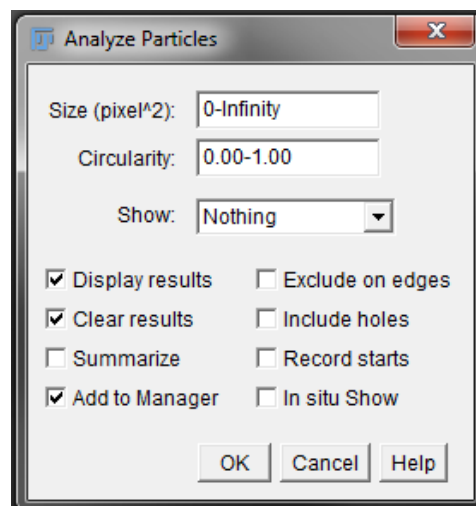 Analyze Particles
Size (pixel^2): 0-Infinity
Circularity: 0.00-1.00
Show: Nothing
Display results Exclude on edges
Clear results Include holes
Summarize Record starts
Add to Manager In situ Show
OK Cancel Help